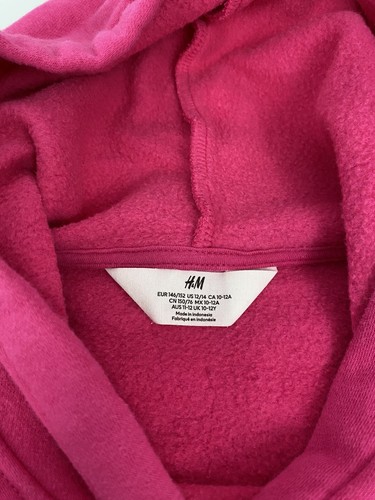 H&M
EUR 146/152 US 12/14 CA 10-12A
CN 150/76 MX 10-12A
AUS 11-12 UK 10-12Y
Made in Indonesia
Fabriqué en Indonésie